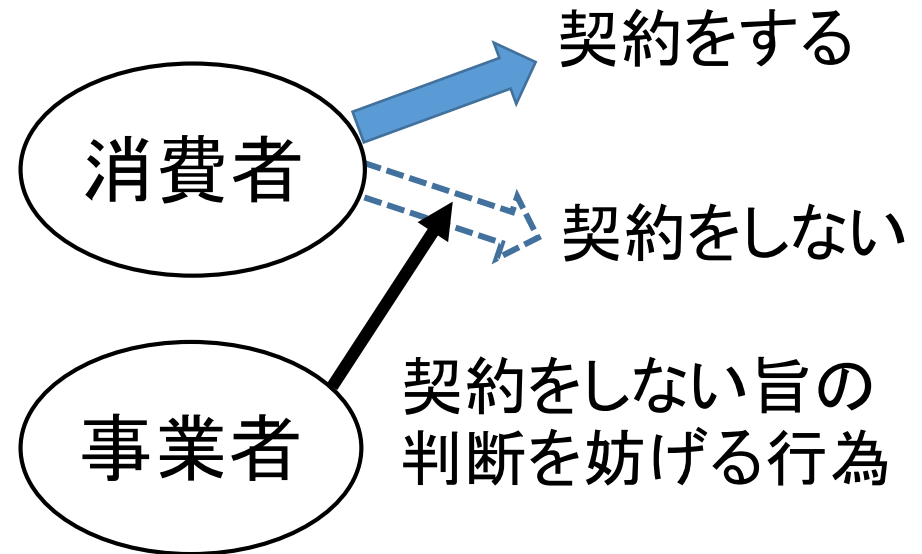 契約をする
消費者
契約をしない
契約をしない旨の
判断を妨げる行為
事業者